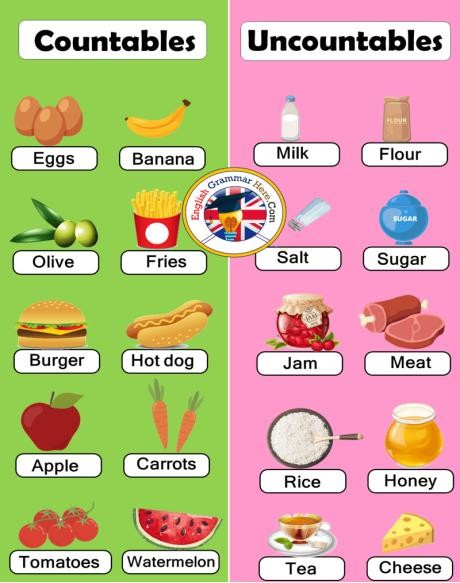 Countables
Uncountables
Eggs
Banana
Milk
FLOUR
Flour
English Grammar Here.Com
Olive
Fries
Salt
SUGAR
Sugar
Burger
Hot dog
JAM
Jam
Meat
Apple
Carrots
Rice
Honey
Tomatoes
Watermelon
Tea
Cheese